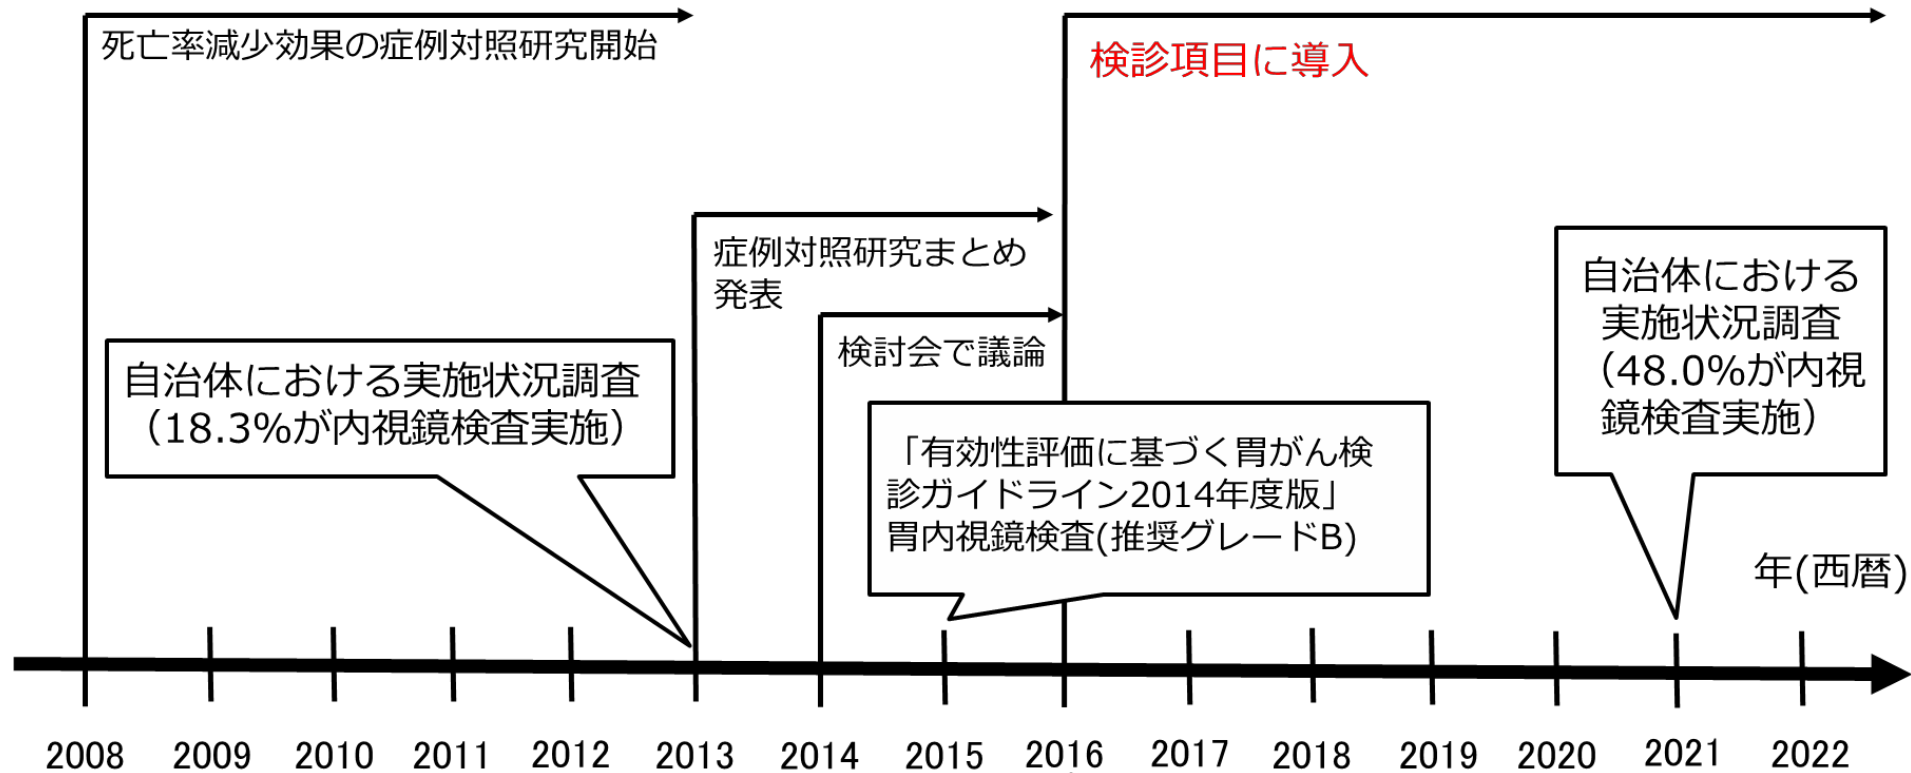 死亡率減少効果の症例対照研究開始
検診項目に導入
症例対照研究まとめ
発表
検討会で議論
自治体における実施状況調査
（18.3%が内視鏡検査実施）
「有効性評価に基づく胃がん検
診ガイドライン2014年度版」
胃内視鏡検査(推奨グレードB)
自治体における
実施状況調査
（48.0%が内視
鏡検査実施）
年(西暦)
2008 2009 2010 2011 2012 2013 2014 2015 2016 2017 2018 2019 2020 2021 2022